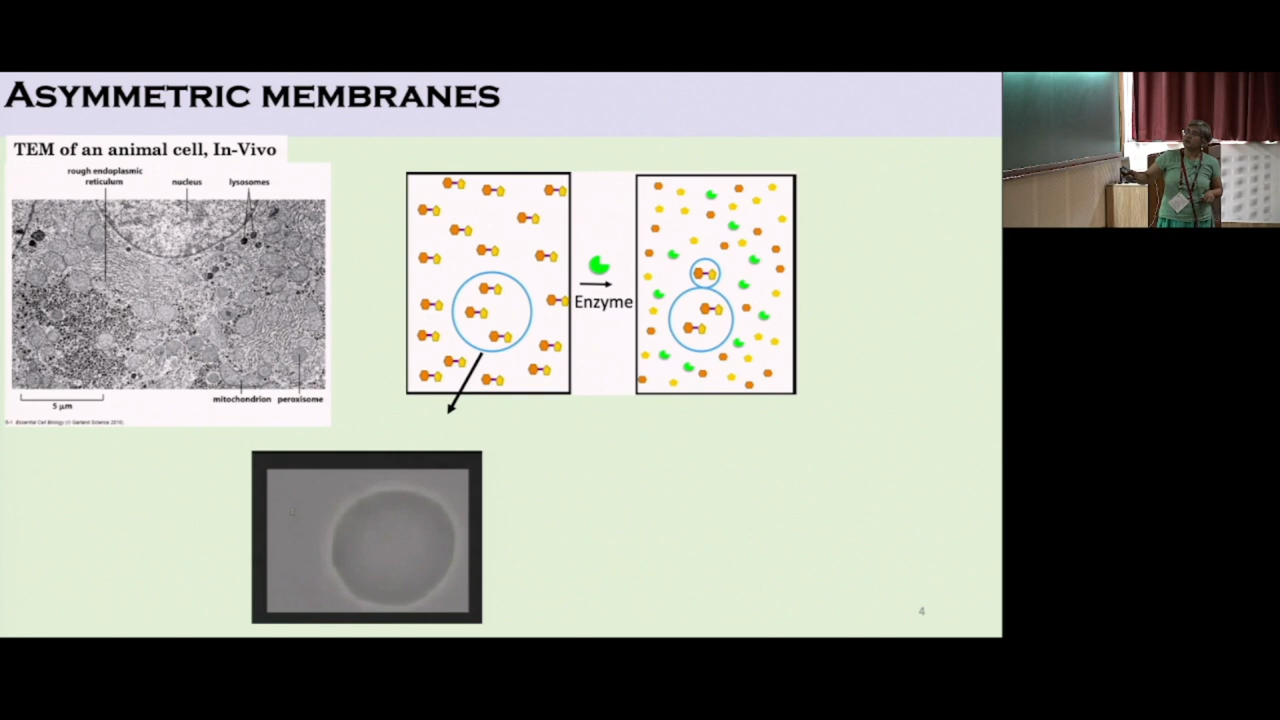 ASYMMETRIC MEMBRANES
TEM of an animal cell, In-Vivo
rough endoplasmic
reticulum
nucleus
lysosomes
Enzyme
mitochondrion
peroxisome
5 μm
Essential Cell Biology (© Garland Science 2010)
4